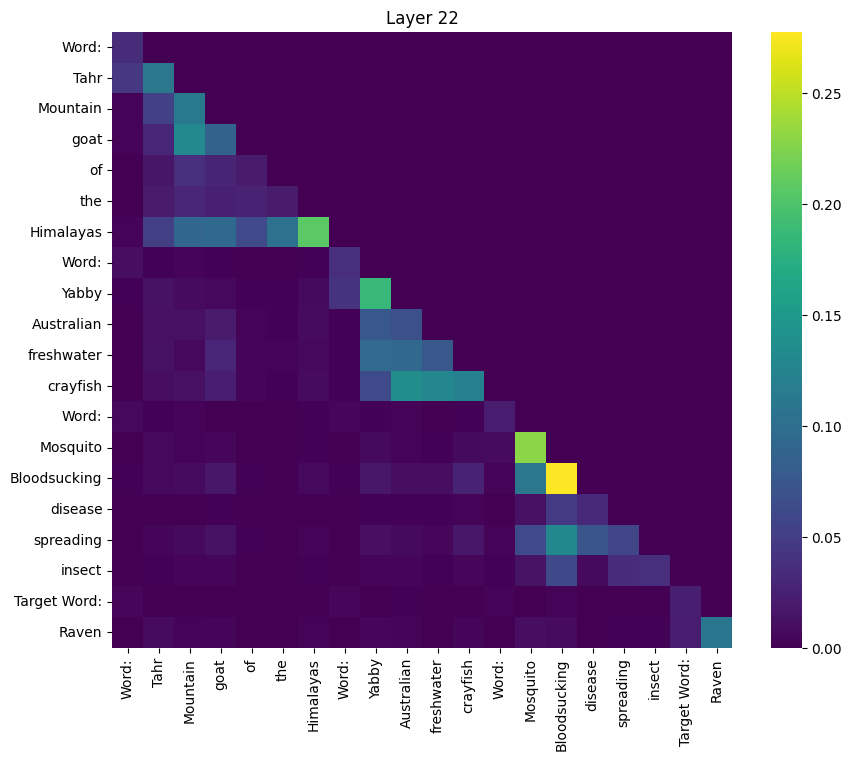 Layer 22
Word:
Tahr
Mountain
goat
of
the
Himalayas
Word:
Yabby
Australian
freshwater
crayfish
Word:
Mosquito
Bloodsucking
disease
spreading
insect
Target Word:
Raven
0.25
0.20
0.15
0.10
0.05
0.00
Word:
Tahr
Mountain
goat
of
the
Himalayas
Word:
Yabby
Australian
freshwater
crayfish
Word:
Mosquito
Bloodsucking
disease
spreading
insect
Target Word:
Raven